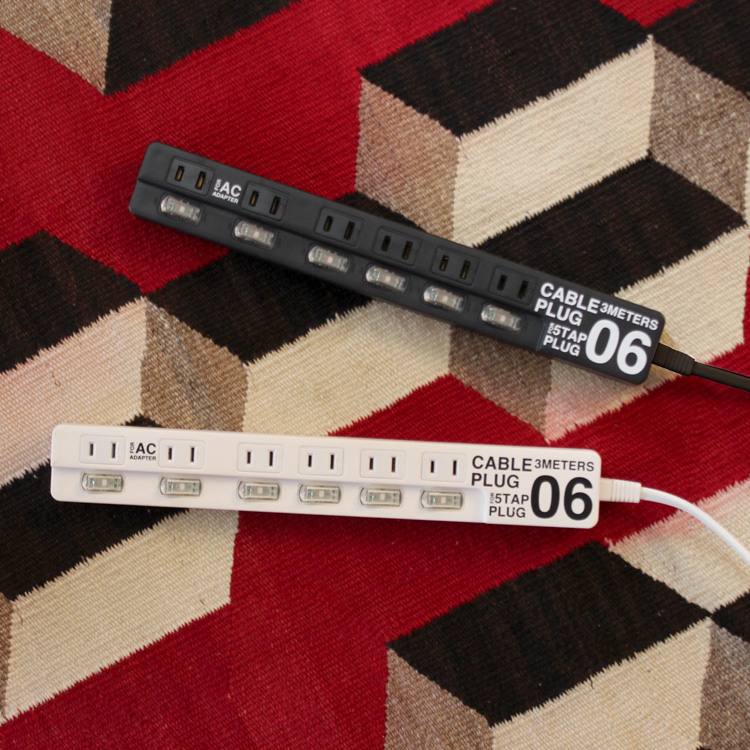 FOR AC
ADAPTER
CABLE 3METERS
PLUG
FOR 5TAP
PLUG
06
FOR AC
ADAPTER
CABLE 3METERS
PLUG
FOR 5TAP
PLUG
06